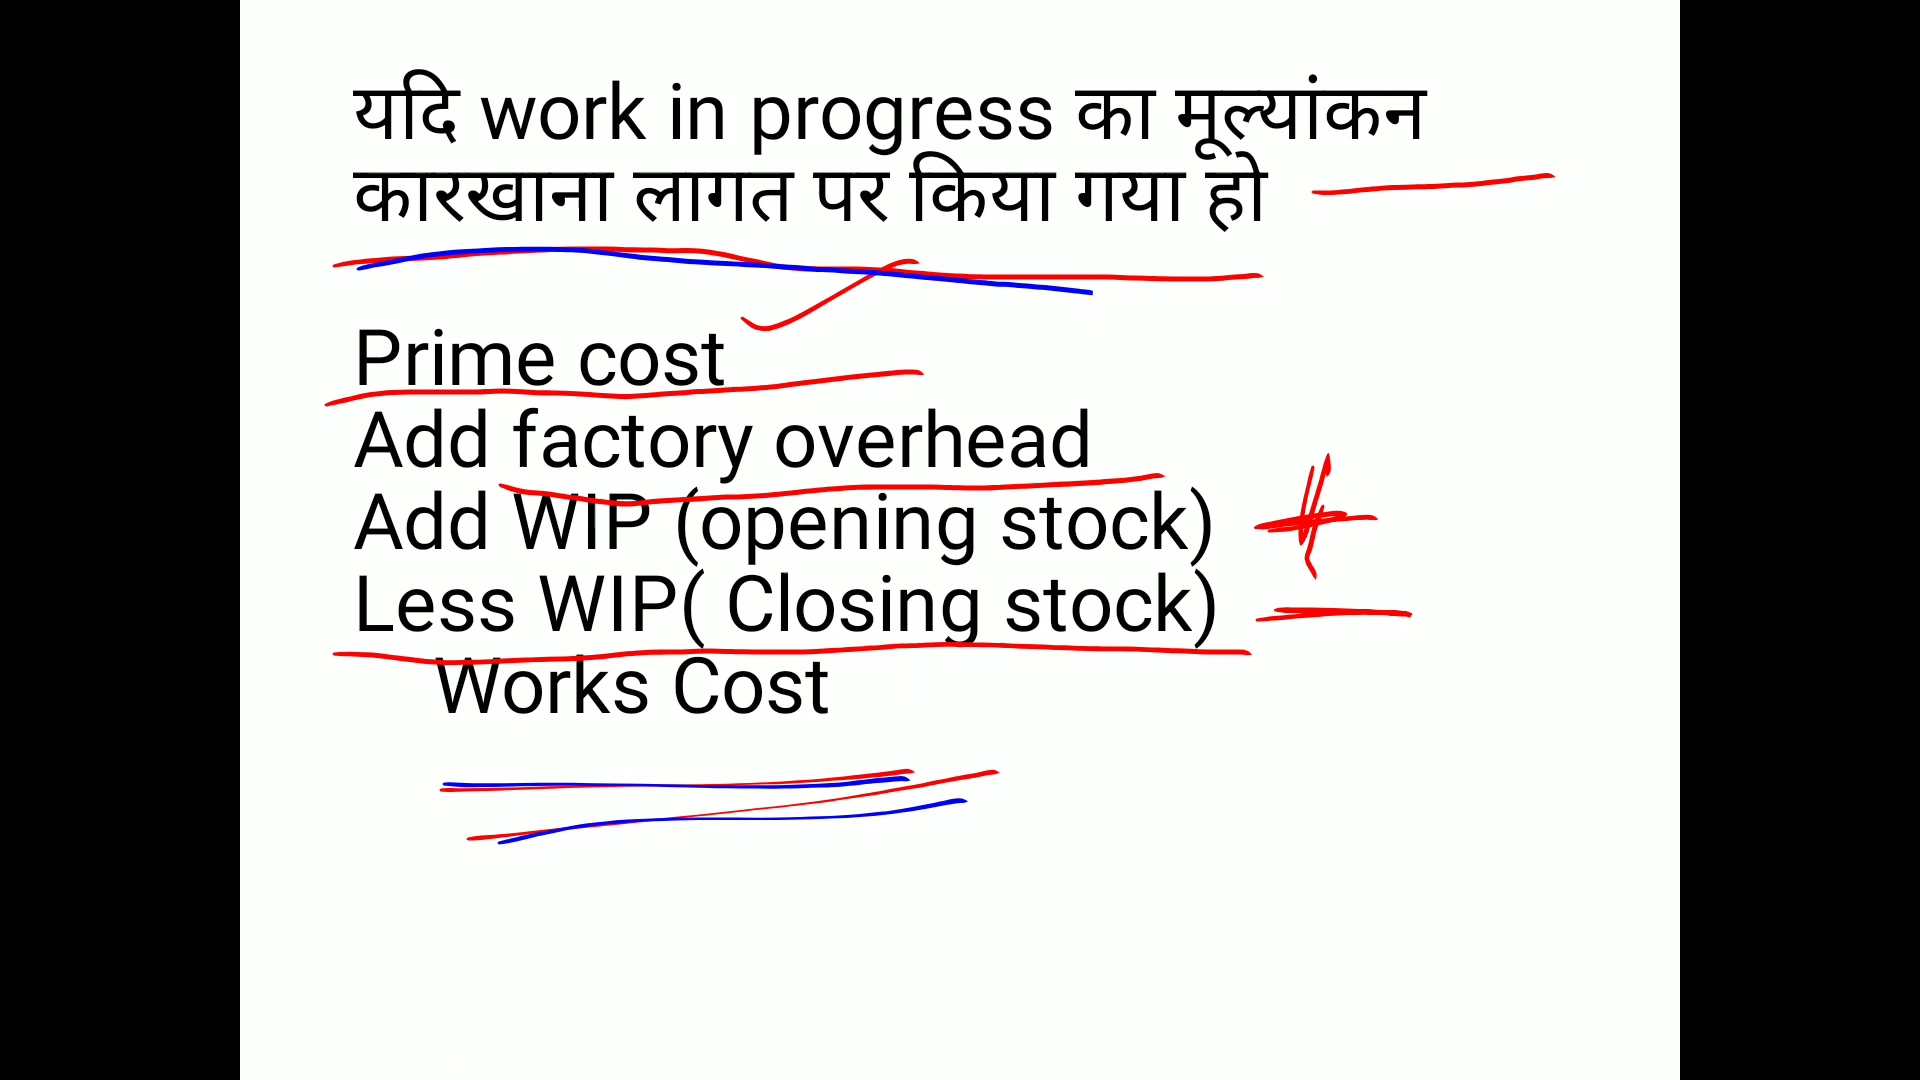 यदि work in progress का मूल्यांकन
कारखाना लागत पर किया गया हो
Prime cost
Add factory overhead
Add WIP (opening stock) +
Less WIP( Closing stock) —
Works Cost